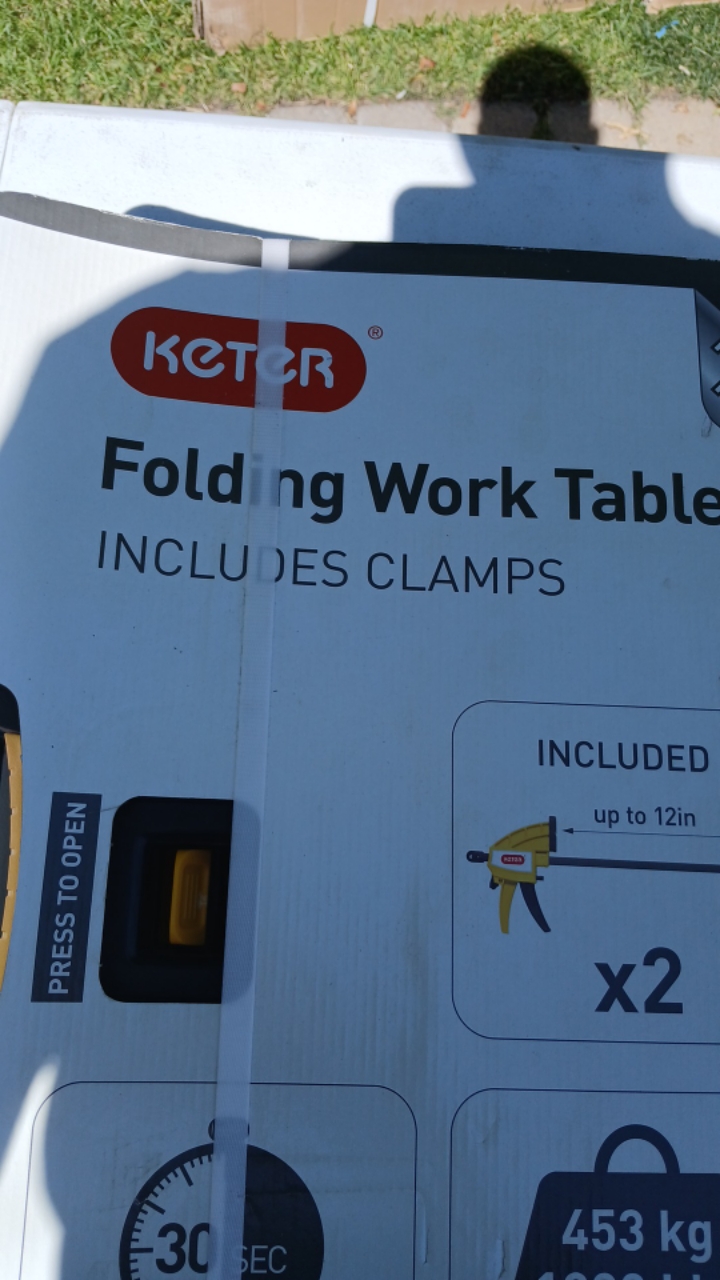 KETER®
Folding Work Table
INCLUDES CLAMPS
INCLUDED
up to 12in
KETER
x2
PRESS TO OPEN
30 SEC
453 kg